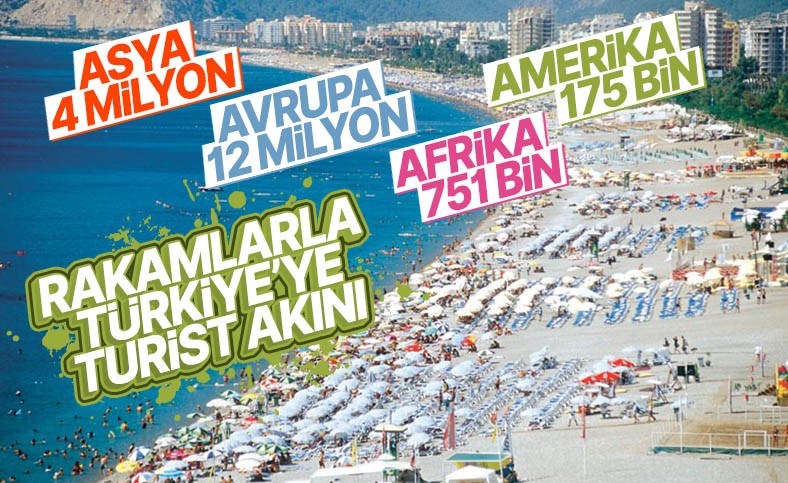 ASYA
4 MİLYON
AVRUPA
12 MİLYON
AMERİKA
175 BİN
AFRİKA
751 BİN
RAKAMLARLA
TÜRKİYE'YE
TURİST AKINI